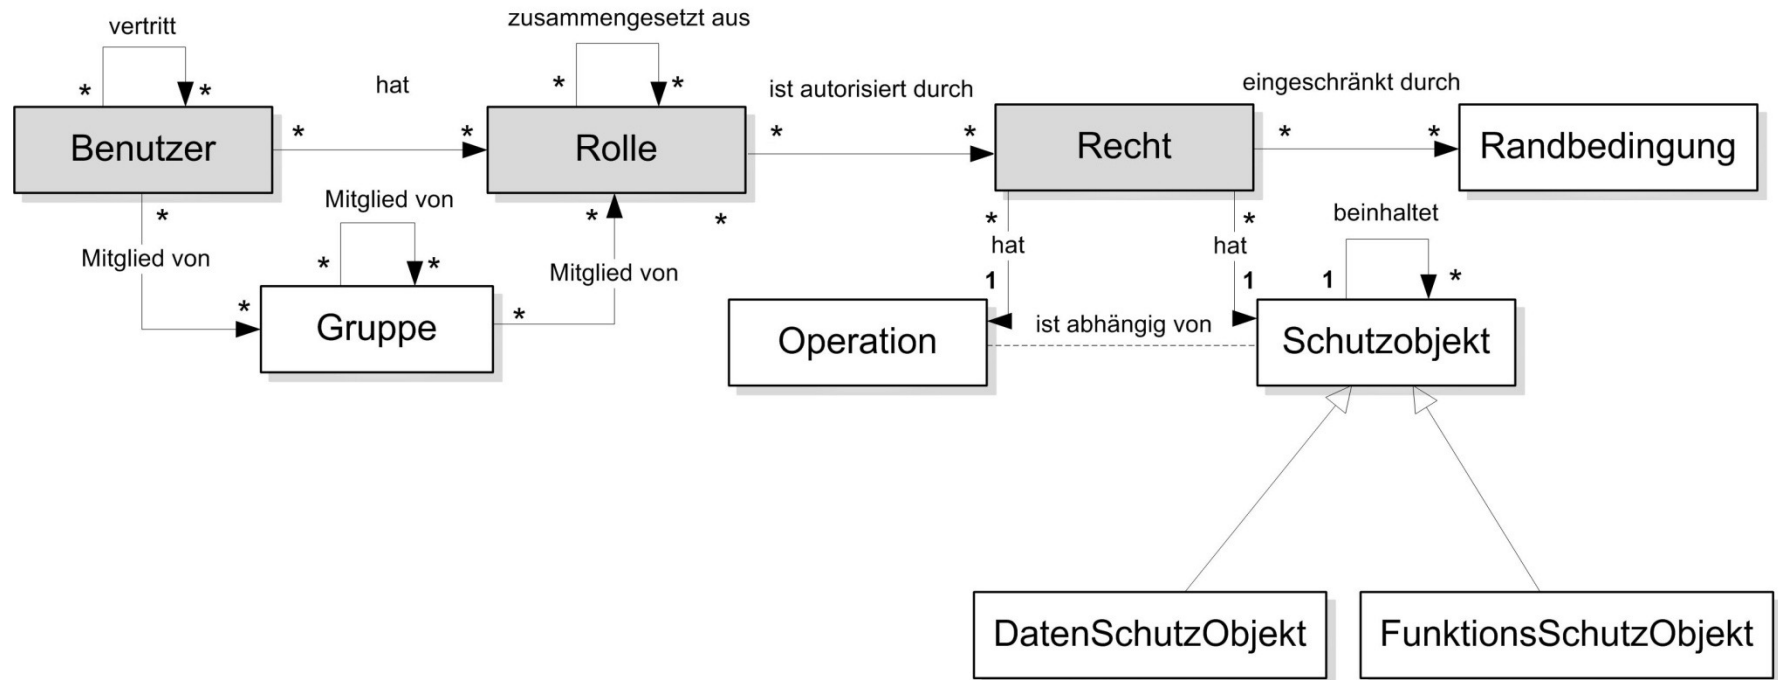 zusammengesetzt aus
vertritt
eingeschränkt durch
hat
ist autorisiert durch
* *
* *
Benutzer
* *
Rolle
* *
Recht
* *
Randbedingung
Mitglied von
*
* *
* *
beinhaltet
Mitglied von
hat
hat
* *
Mitglied von
1
1
1 *
*
Gruppe
*
ist abhängig von
Operation
Schutzobjekt
DatenSchutzObjekt
FunktionsSchutzObjekt